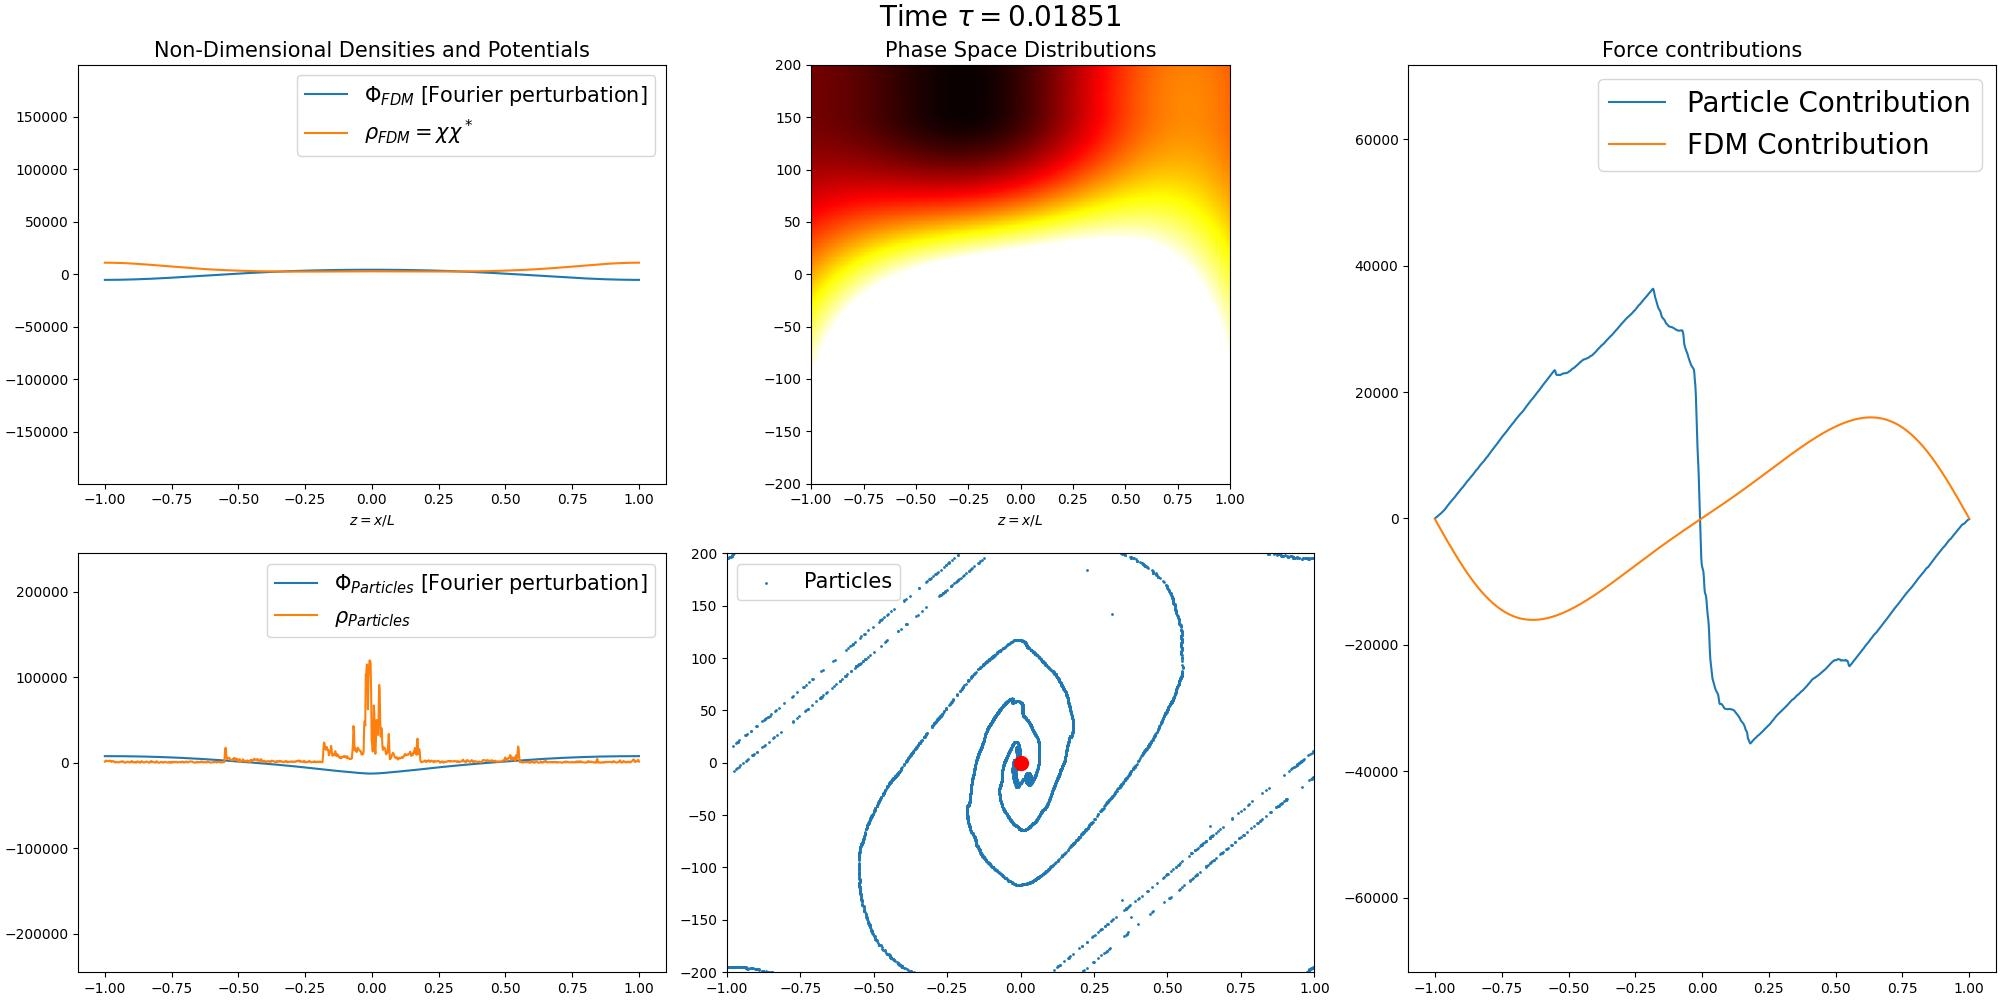 Time τ = 0.01851
Non-Dimensional Densities and Potentials
Φ_FDM [Fourier perturbation]
ρ_FDM = χχ*
150000
100000
50000
0
−50000
−100000
−150000
−1.00 −0.75 −0.50 −0.25 0.00 0.25 0.50 0.75 1.00
z = x/L
Phase Space Distributions
200
150
100
50
0
−50
−100
−150
−200
−1.00 −0.75 −0.50 −0.25 0.00 0.25 0.50 0.75 1.00
z = x/L
Force contributions
Particle Contribution
FDM Contribution
60000
40000
20000
0
−20000
−40000
−60000
−1.00 −0.75 −0.50 −0.25 0.00 0.25 0.50 0.75 1.00
Φ_Particles [Fourier perturbation]
ρ_Particles
200000
100000
0
−100000
−200000
−1.00 −0.75 −0.50 −0.25 0.00 0.25 0.50 0.75 1.00
Particles
200
150
100
50
0
−50
−100
−150
−200
−1.00 −0.75 −0.50 −0.25 0.00 0.25 0.50 0.75 1.00